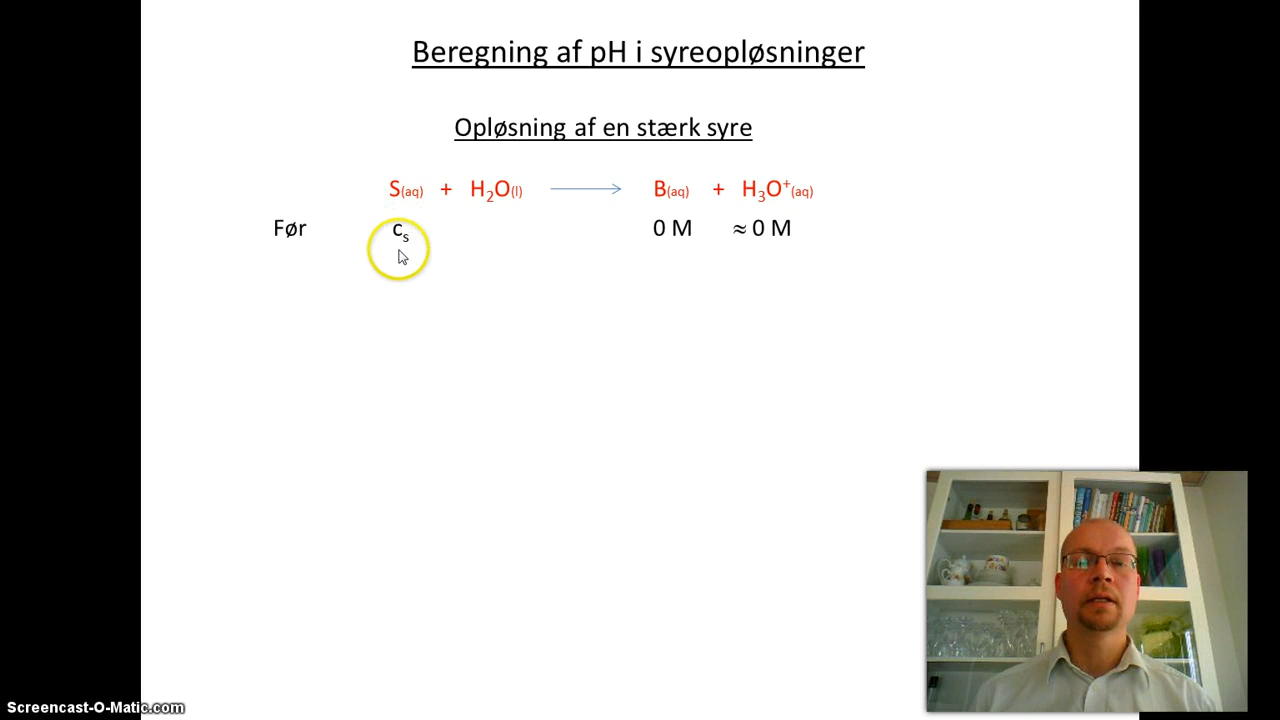 Beregning af pH i syreopløsninger
Opløsning af en stærk syre
S(aq) + H₂O(l) ⟶ B(aq) + H₃O⁺(aq)
Før cₛ 0 M ≈ 0 M
Screencast-O-Matic.com